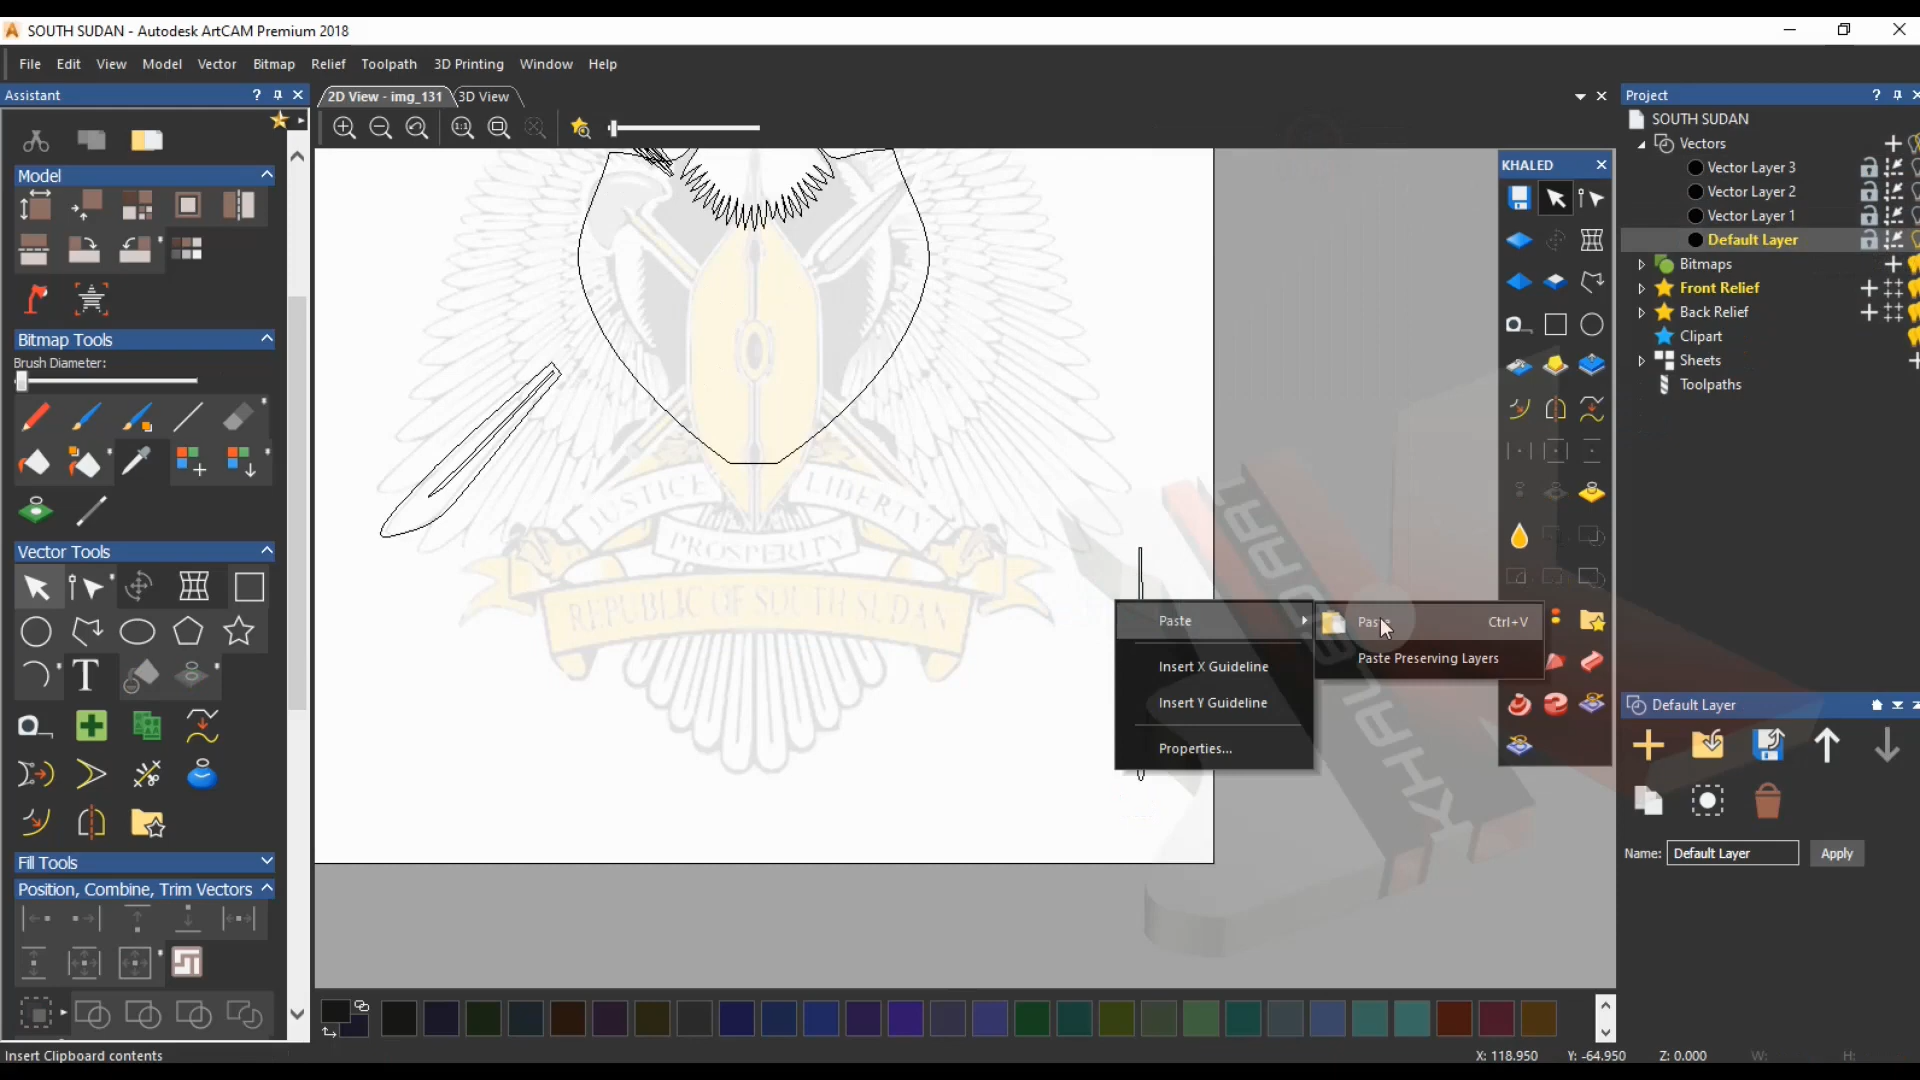 SOUTH SUDAN - Autodesk ArtCAM Premium 2018
File Edit View Model Vector Bitmap Relief Toolpath 3D Printing Window Help
Assistant ?
2D View - img_131 3D View
Project ?
SOUTH SUDAN
Vectors
Vector Layer 3
Vector Layer 2
Vector Layer 1
Default Layer
Bitmaps
Front Relief
Back Relief
Clipart
Sheets
Toolpaths
KHALED
Model
Bitmap Tools
Brush Diameter:
Vector Tools
Fill Tools
Position, Combine, Trim Vectors
JUSTICE LIBERTY
PROSPERITY
REPUBLIC OF SOUTH SUDAN
Paste
Insert X Guideline
Insert Y Guideline
Properties...
Paste Ctrl+V
Paste Preserving Layers
Default Layer
Name: Default Layer Apply
Insert Clipboard contents
X: 118.950 Y: -64.950 Z: 0.000 W: H: